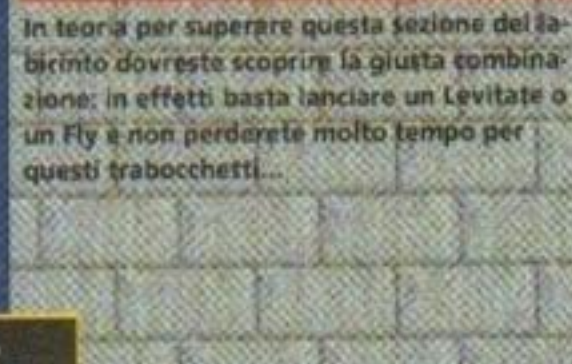 In teoria per superare questa sezione del la-
birinto dovreste scoprire la giusta combina-
zione: in effetti basta lanciare un Levitate o
un Fly e non perderete molto tempo per
questi trabocchetti...